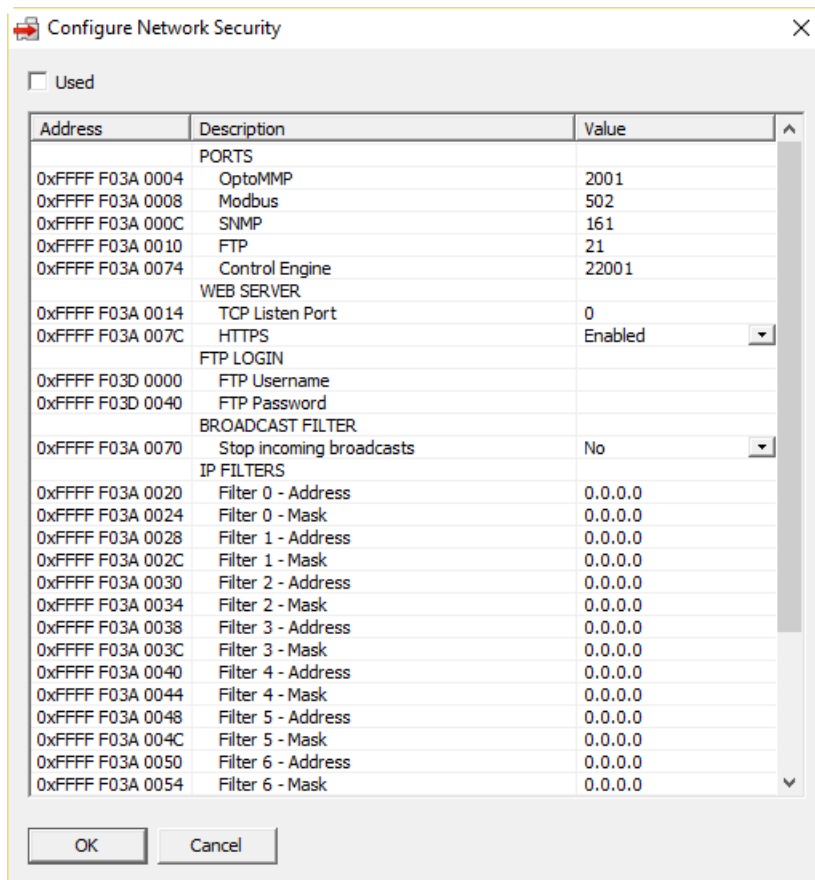 Configure Network Security
Used
Address Description Value
PORTS
0xFFFF F03A 0004 OptoMMP 2001
0xFFFF F03A 0008 Modbus 502
0xFFFF F03A 000C SNMP 161
0xFFFF F03A 0010 FTP 21
0xFFFF F03A 0074 Control Engine 22001
WEB SERVER
0xFFFF F03A 0014 TCP Listen Port 0
0xFFFF F03A 007C HTTPS Enabled
FTP LOGIN
0xFFFF F03D 0000 FTP Username
0xFFFF F03D 0040 FTP Password
BROADCAST FILTER
0xFFFF F03A 0070 Stop incoming broadcasts No
IP FILTERS
0xFFFF F03A 0020 Filter 0 - Address 0.0.0.0
0xFFFF F03A 0024 Filter 0 - Mask 0.0.0.0
0xFFFF F03A 0028 Filter 1 - Address 0.0.0.0
0xFFFF F03A 002C Filter 1 - Mask 0.0.0.0
0xFFFF F03A 0030 Filter 2 - Address 0.0.0.0
0xFFFF F03A 0034 Filter 2 - Mask 0.0.0.0
0xFFFF F03A 0038 Filter 3 - Address 0.0.0.0
0xFFFF F03A 003C Filter 3 - Mask 0.0.0.0
0xFFFF F03A 0040 Filter 4 - Address 0.0.0.0
0xFFFF F03A 0044 Filter 4 - Mask 0.0.0.0
0xFFFF F03A 0048 Filter 5 - Address 0.0.0.0
0xFFFF F03A 004C Filter 5 - Mask 0.0.0.0
0xFFFF F03A 0050 Filter 6 - Address 0.0.0.0
0xFFFF F03A 0054 Filter 6 - Mask 0.0.0.0
OK Cancel